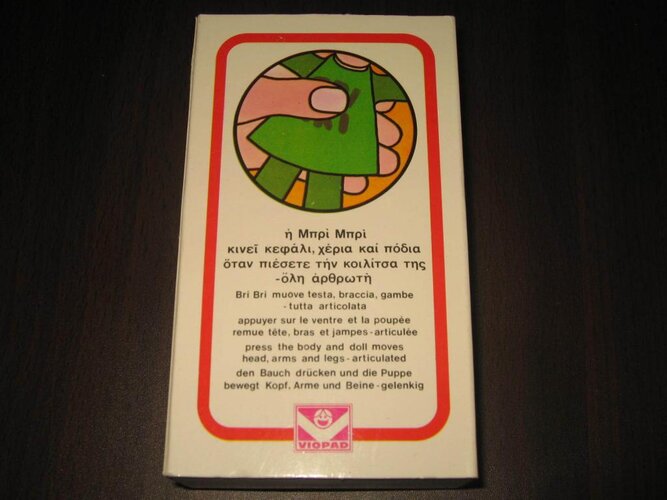 ἡ Μπρὶ Μπρὶ
κινεῖ κεφάλι, χέρια καί πόδια
ὅταν πιέσετε τήν κοιλίτσα της
-ὅλη ἀρθρωτὴ
Bri Bri muove testa, braccia, gambe
-tutta articolata
appuyer sur le ventre et la poupée
remue tête, bras et jampes-articulée
press the body and doll moves
head, arms and legs-articulated
den Bauch drücken und die Puppe
bewegt Kopf, Arme und Beine-gelenkig
VIOPAD